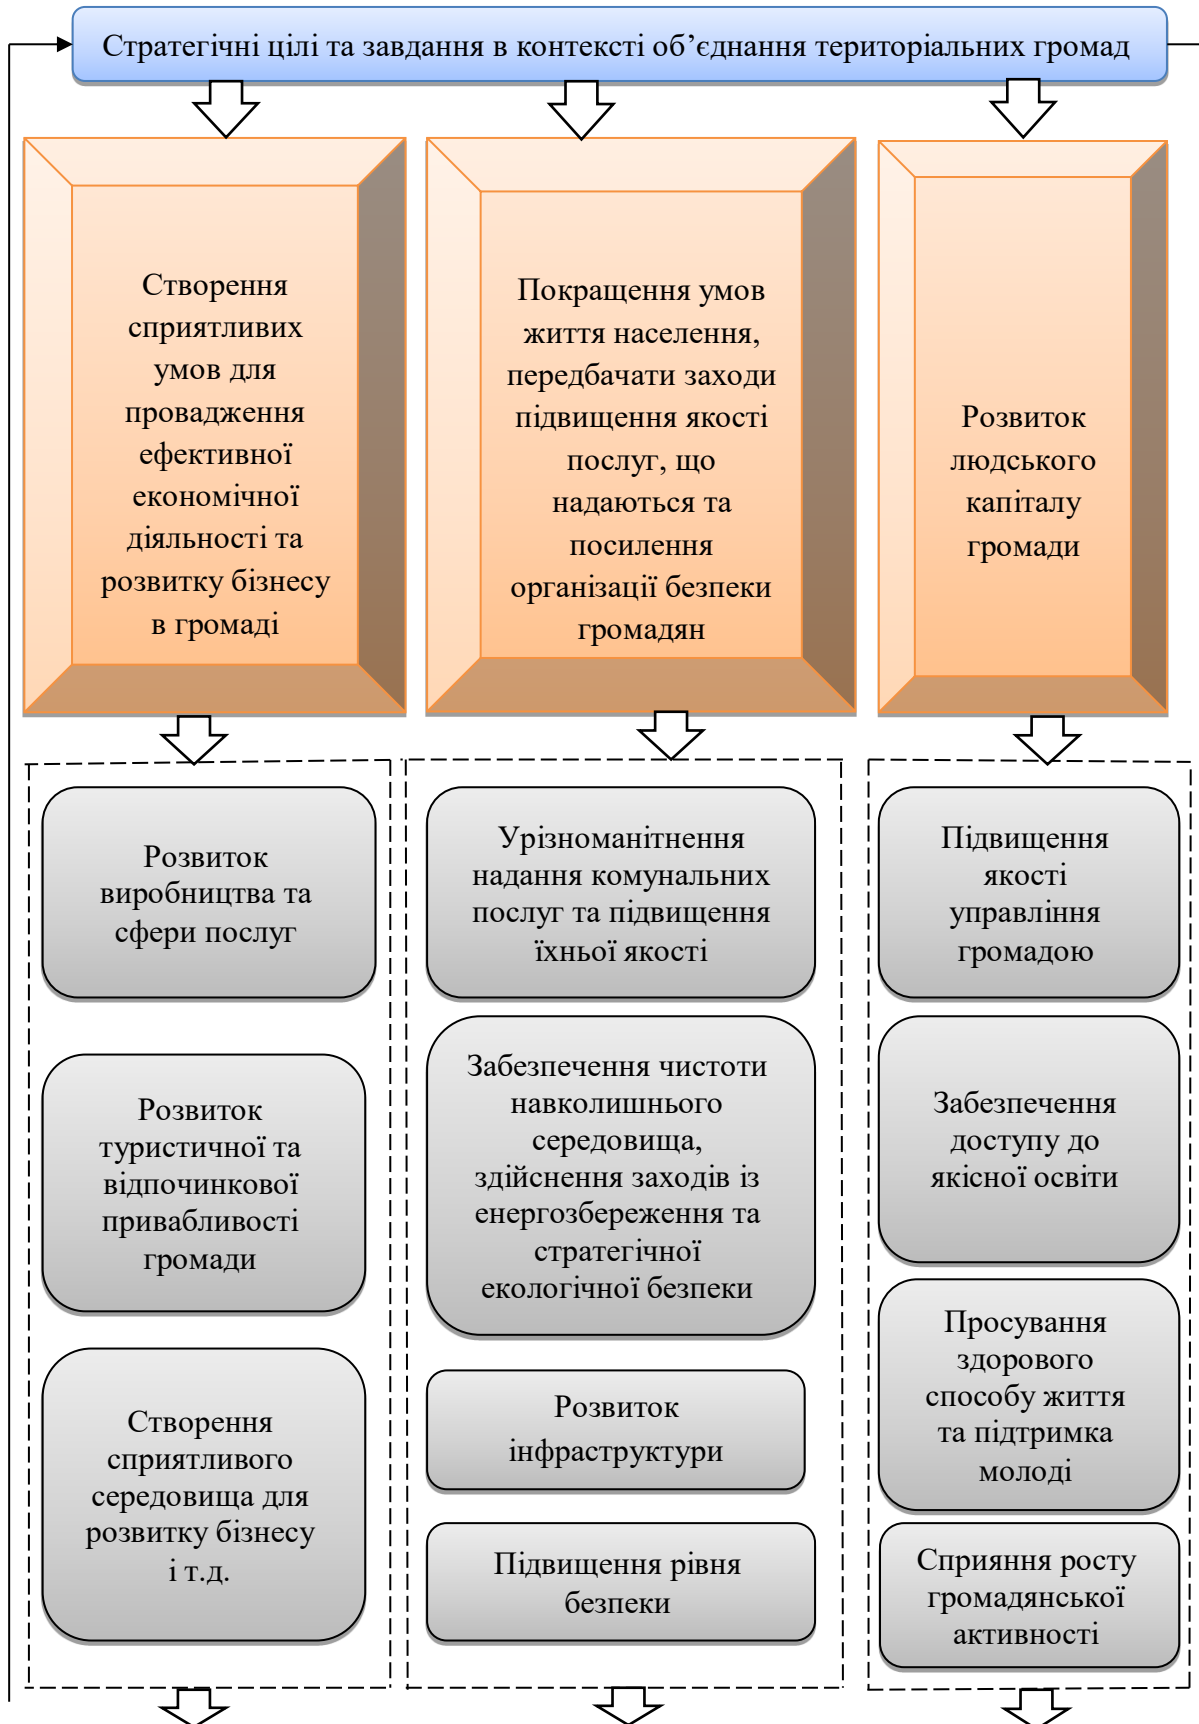 Стратегічні цілі та завдання в контексті об’єднання територіальних громад
Створення
сприятливих
умов для
провадження
ефективної
економічної
діяльності та
розвитку бізнесу
в громаді
Покращення умов
життя населення,
передбачати заходи
підвищення якості
послуг, що
надаються та
посилення
організації безпеки
громадян
Розвиток
людського
капіталу
громади
Розвиток
виробництва та
сфери послуг
Розвиток
туристичної та
відпочинкової
привабливості
громади
Створення
сприятливого
середовища для
розвитку бізнесу
і т.д.
Урізноманітнення
надання комунальних
послуг та підвищення
їхньої якості
Забезпечення чистоти
навколишнього
середовища,
здійснення заходів із
енергозбереження та
стратегічної
екологічної безпеки
Розвиток
інфраструктури
Підвищення рівня
безпеки
Підвищення
якості
управління
громадою
Забезпечення
доступу до
якісної освіти
Просування
здорового
способу життя
та підтримка
молоді
Сприяння росту
громадянської
активності